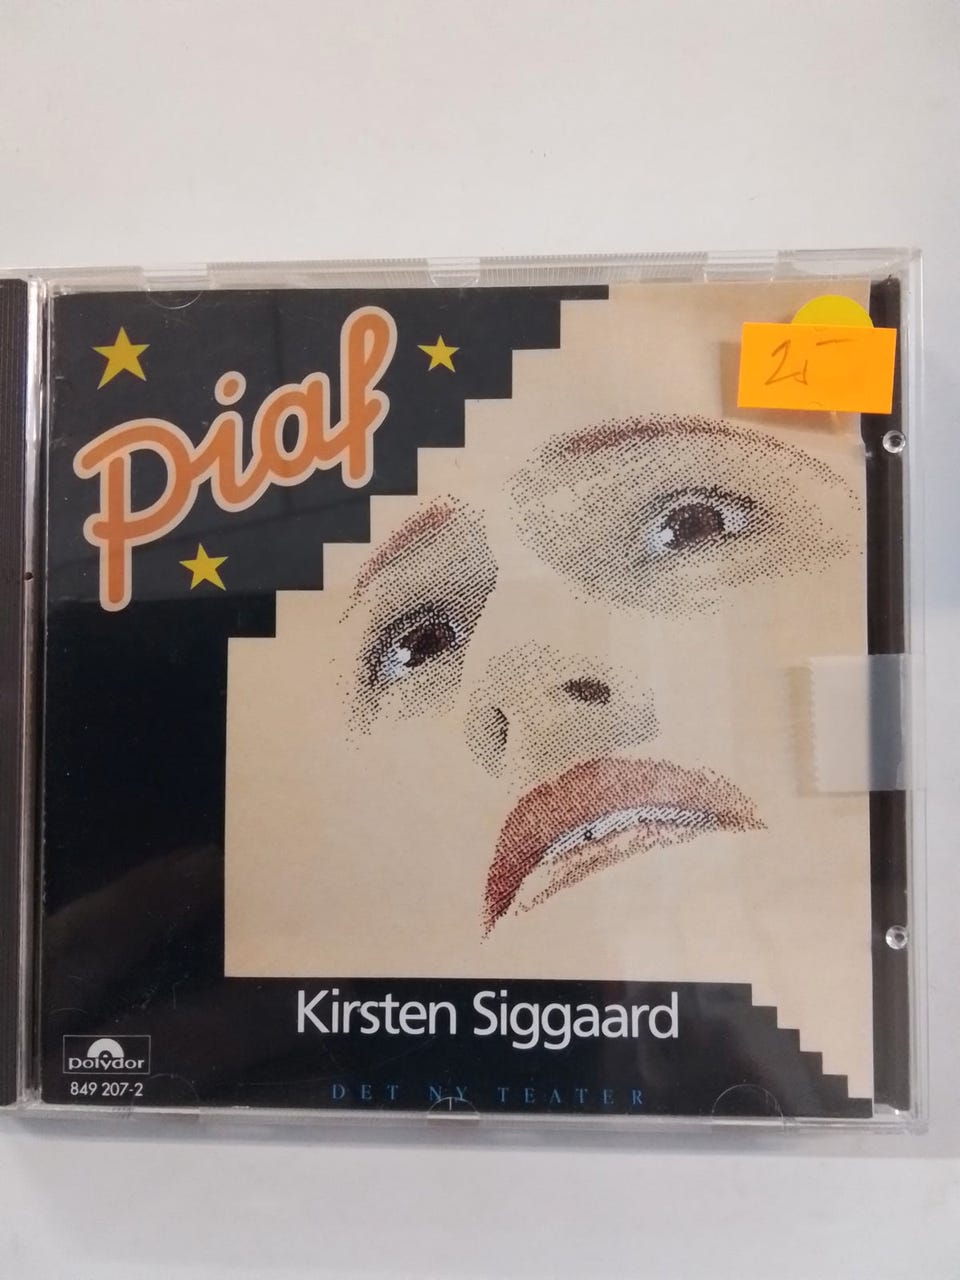 Piaf
25-
Kirsten Siggaard
polydor
849 207-2
DET NY TEATER